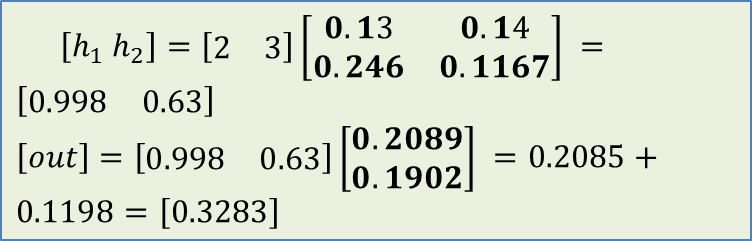 [h₁ h₂] = [2 3] [0.13 0.14
0.246 0.1167] =
[0.998 0.63]
[out] = [0.998 0.63] [0.2089
0.1902] = 0.2085 +
0.1198 = [0.3283]